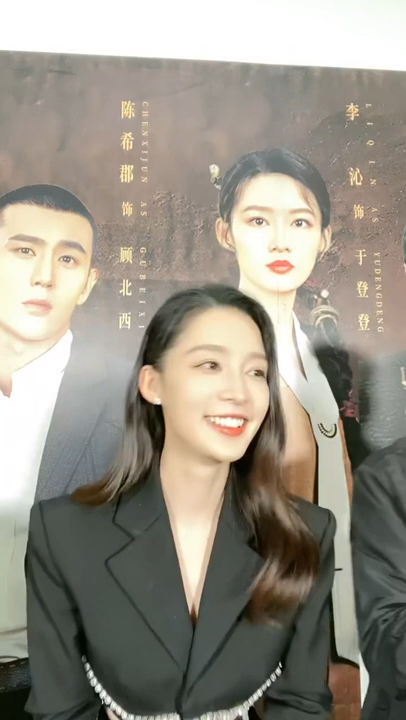 陈希郡 饰 顾北西
CHENXIJUN AS GUBEIXI
李沁 饰 于登登
LIQIN AS YUDENGDENG